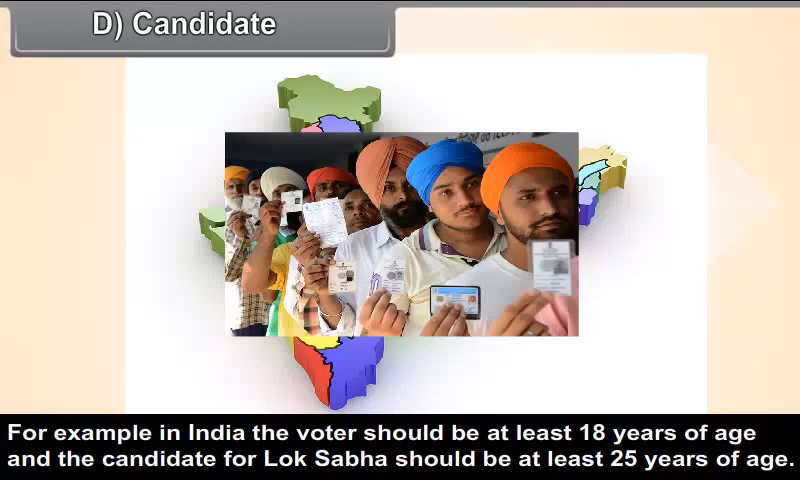 D) Candidate
For example in India the voter should be at least 18 years of age
and the candidate for Lok Sabha should be at least 25 years of age.